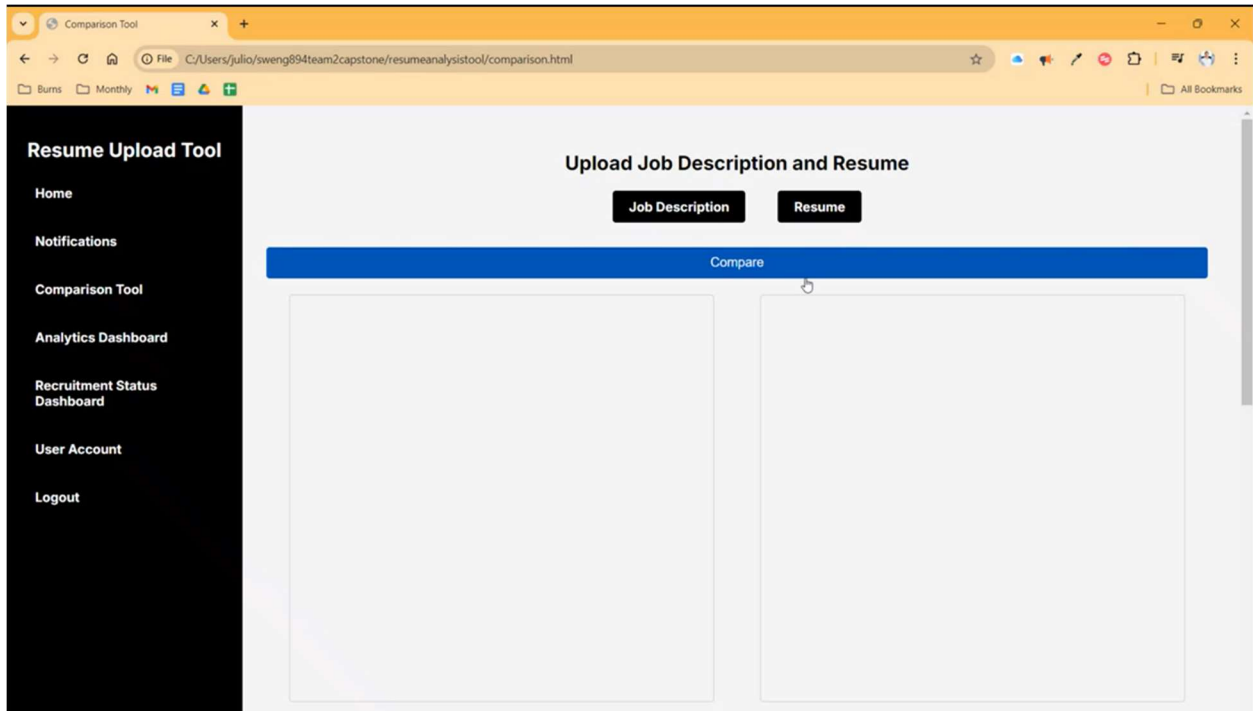 Comparison Tool
File C:/Users/julio/sweng894team2capstone/resumeanalysistool/comparison.html
Burns Monthly All Bookmarks
Resume Upload Tool
Home
Notifications
Comparison Tool
Analytics Dashboard
Recruitment Status
Dashboard
User Account
Logout
Upload Job Description and Resume
Job Description Resume
Compare